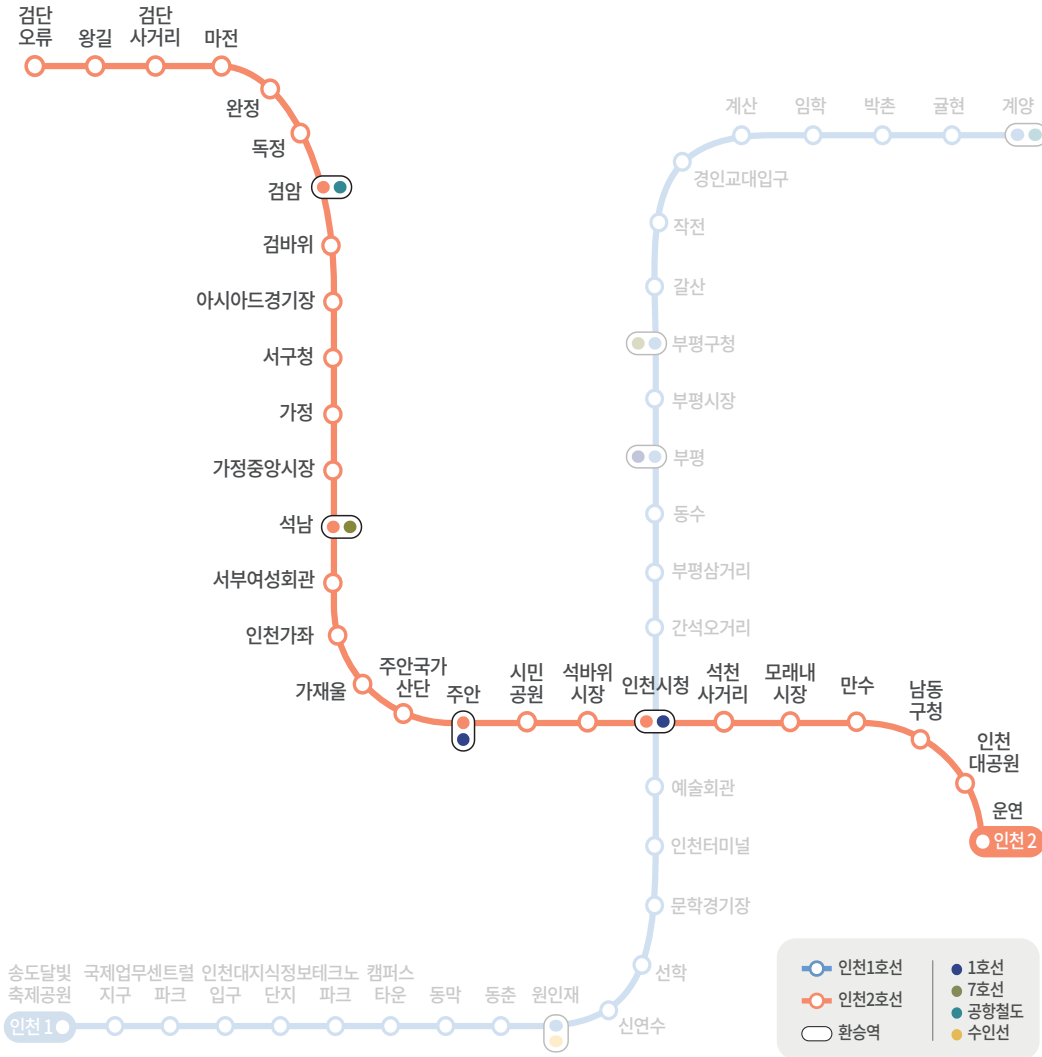 검단
오류
왕길
검단
사거리
마전
완정
독정
검암
검바위
아시아드경기장
서구청
가정
가정중앙시장
석남
서부여성회관
인천가좌
가재울
주안국가
산단
주안
시민
공원
석바위
시장
인천시청
석천
사거리
모래내
시장
만수
남동
구청
인천
대공원
운연
인천2
계산
임학
박촌
귤현
계양
경인교대입구
작전
갈산
부평구청
부평시장
부평
동수
부평삼거리
간석오거리
예술회관
인천터미널
문학경기장
선학
신연수
원인재
동춘
동막
캠퍼스
타운
테크노
파크
지식정보
단지
인천대
입구
센트럴
파크
국제업무
지구
송도달빛
축제공원
인천 1
인천1호선
인천2호선
환승역
1호선
7호선
공항철도
수인선